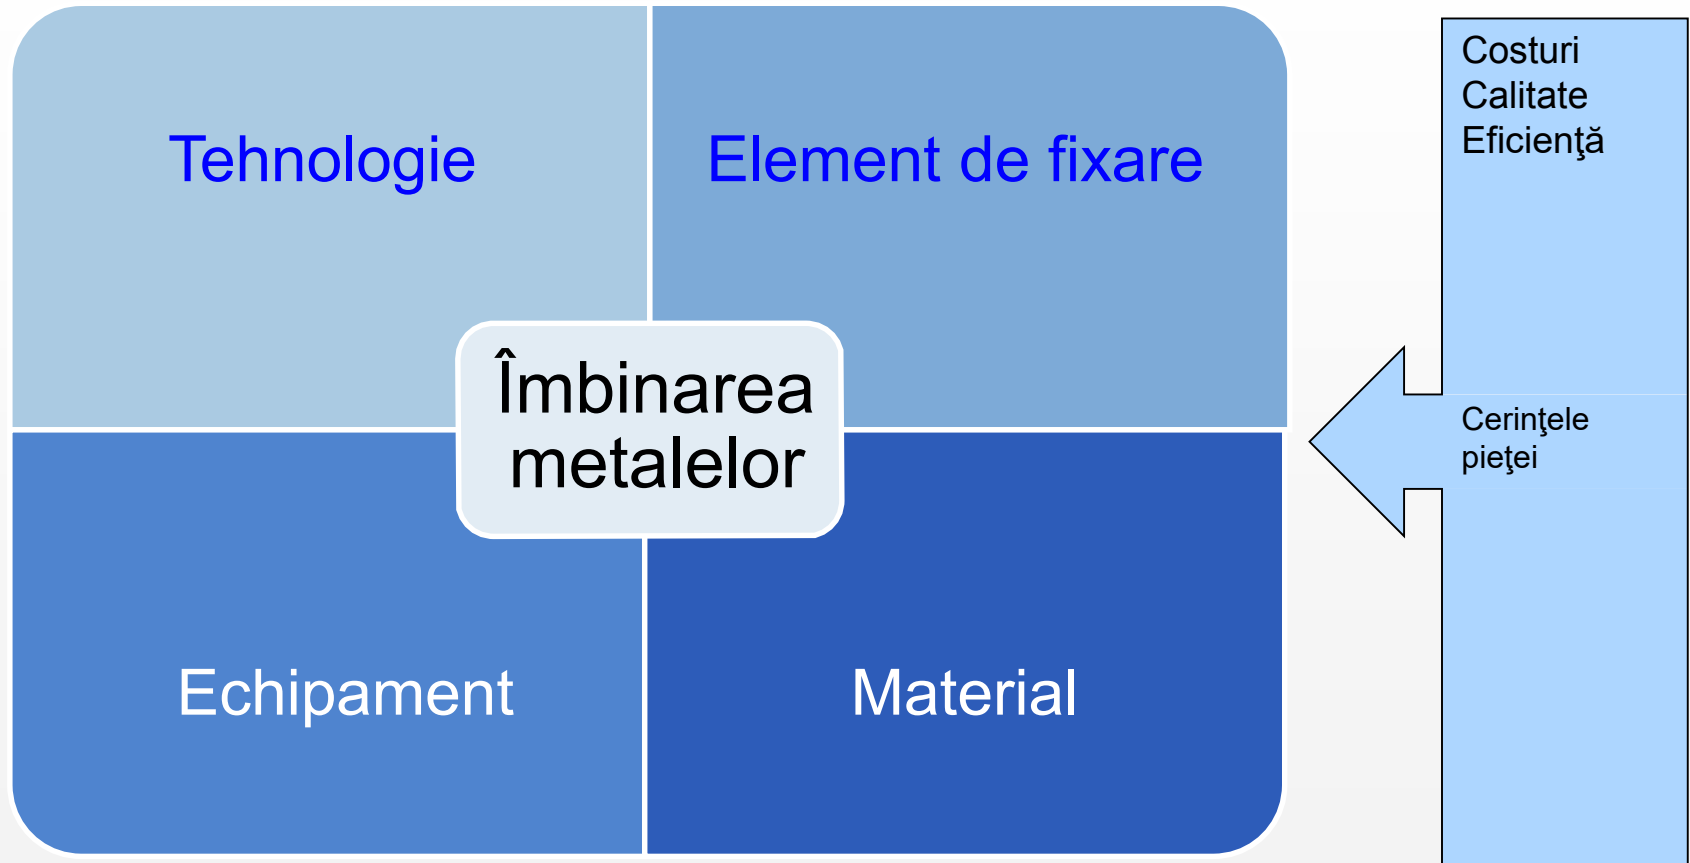 Tehnologie
Element de fixare
Îmbinarea
metalelor
Echipament
Material
Costuri
Calitate
Eficienţă
Cerinţele
pieţei